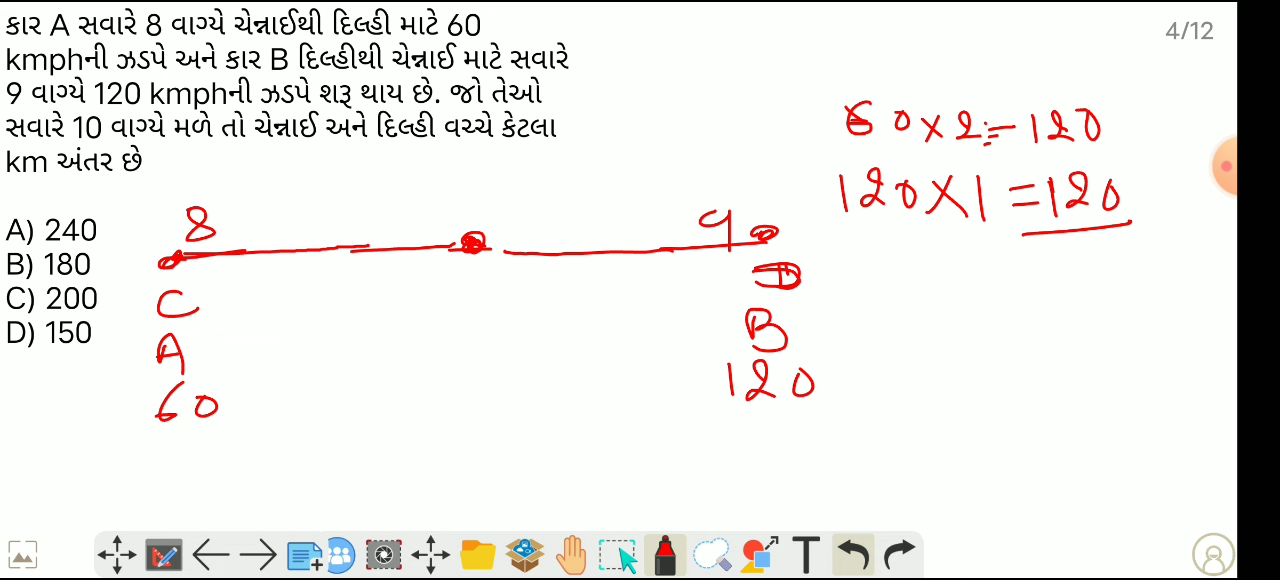 કાર A સવારે 8 વાગ્યે ચેન્નાઈથી દિલ્હી માટે 60
kmphની ઝડપે અને કાર B દિલ્હીથી ચેન્નાઈ માટે સવારે
9 વાગ્યે 120 kmphની ઝડપે શરૂ થાય છે. જો તેઓ
સવારે 10 વાગ્યે મળે તો ચેન્નાઈ અને દિલ્હી વચ્ચે કેટલા
km અંતર છે
4/12
60 x 2 = 120
120 x 1 = 120
A) 240
B) 180
C) 200
D) 150
8 9
C D
A B
60 120
T